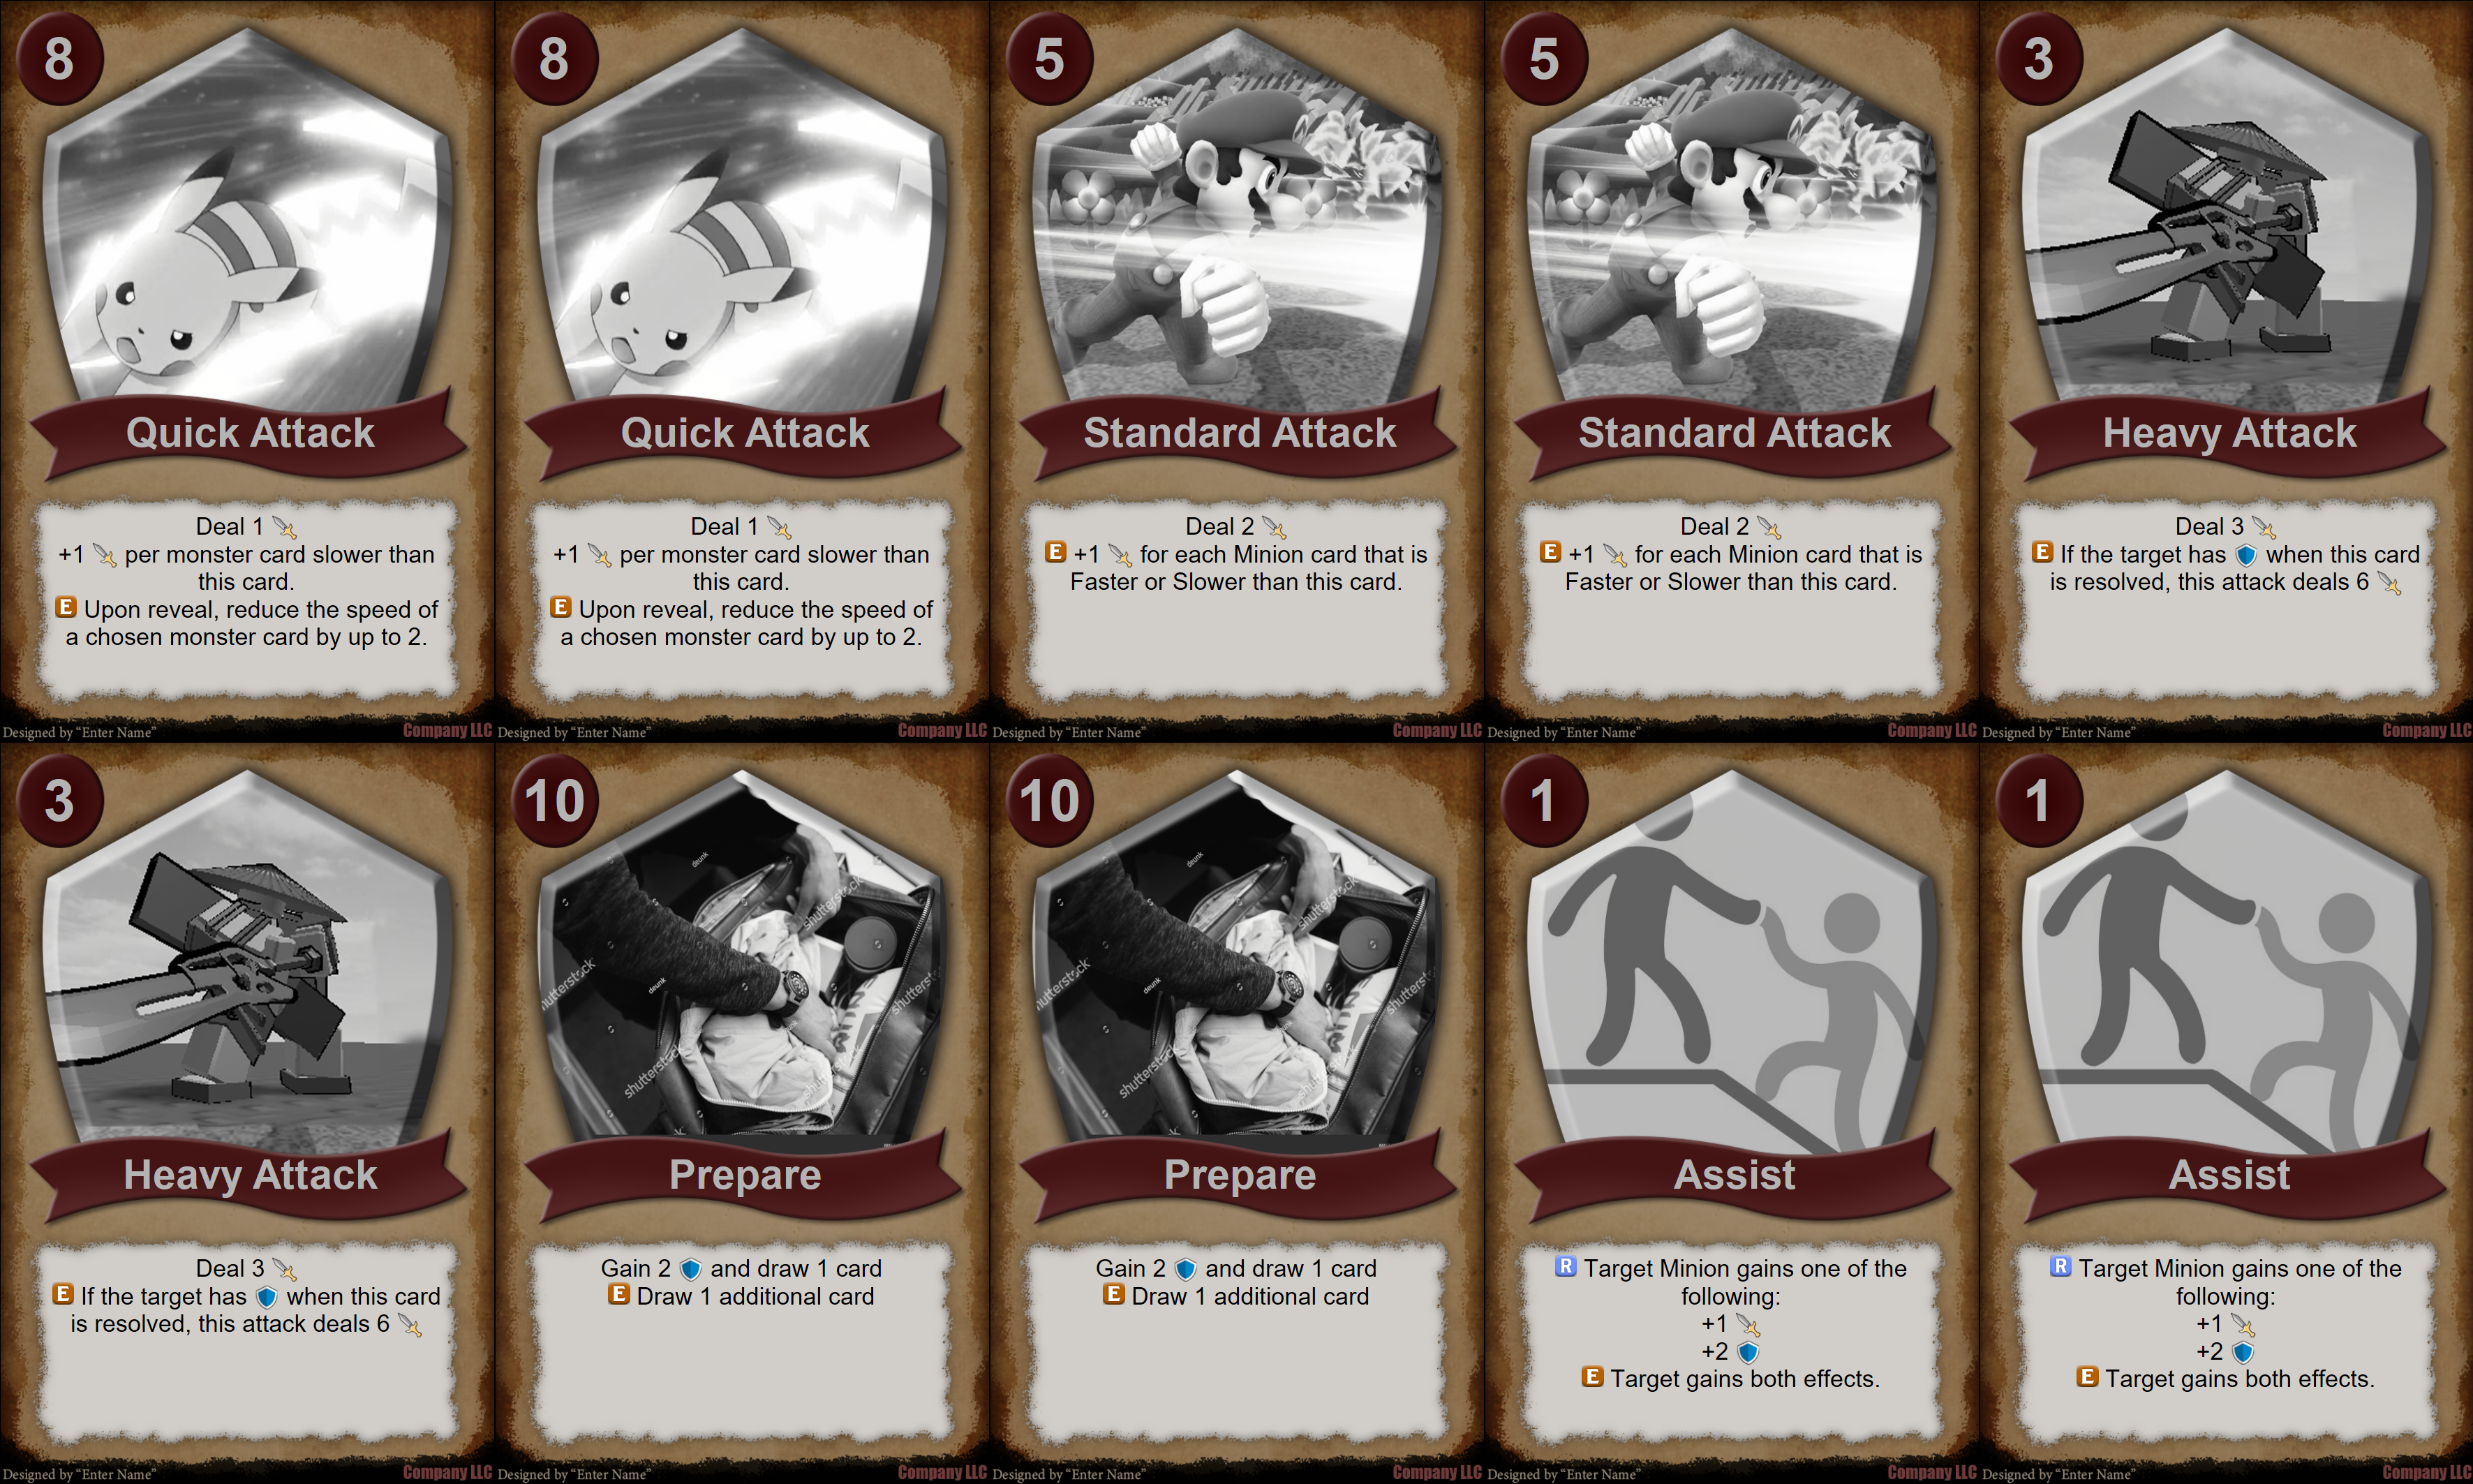 8
Quick Attack
Deal 1
+1 per monster card slower than
this card.
E Upon reveal, reduce the speed of
a chosen monster card by up to 2.
Designed by “Enter Name”
Company LLC
8
Quick Attack
Deal 1
+1 per monster card slower than
this card.
E Upon reveal, reduce the speed of
a chosen monster card by up to 2.
Designed by “Enter Name”
Company LLC
5
Standard Attack
Deal 2
E +1 for each Minion card that is
Faster or Slower than this card.
Designed by “Enter Name”
Company LLC
5
Standard Attack
Deal 2
E +1 for each Minion card that is
Faster or Slower than this card.
Designed by “Enter Name”
Company LLC
3
Heavy Attack
Deal 3
E If the target has when this card
is resolved, this attack deals 6
Designed by “Enter Name”
Company LLC
3
Heavy Attack
Deal 3
E If the target has when this card
is resolved, this attack deals 6
Designed by “Enter Name”
Company LLC
10
deunk
shutterstock
shutterstock
deunk
shutterstock
Prepare
Gain 2 and draw 1 card
E Draw 1 additional card
Designed by “Enter Name”
Company LLC
10
deunk
shutterstock
shutterstock
deunk
shutterstock
Prepare
Gain 2 and draw 1 card
E Draw 1 additional card
Designed by “Enter Name”
Company LLC
1
Assist
R Target Minion gains one of the
following:
+1
+2
E Target gains both effects.
Designed by “Enter Name”
Company LLC
1
Assist
R Target Minion gains one of the
following:
+1
+2
E Target gains both effects.
Designed by “Enter Name”
Company LLC